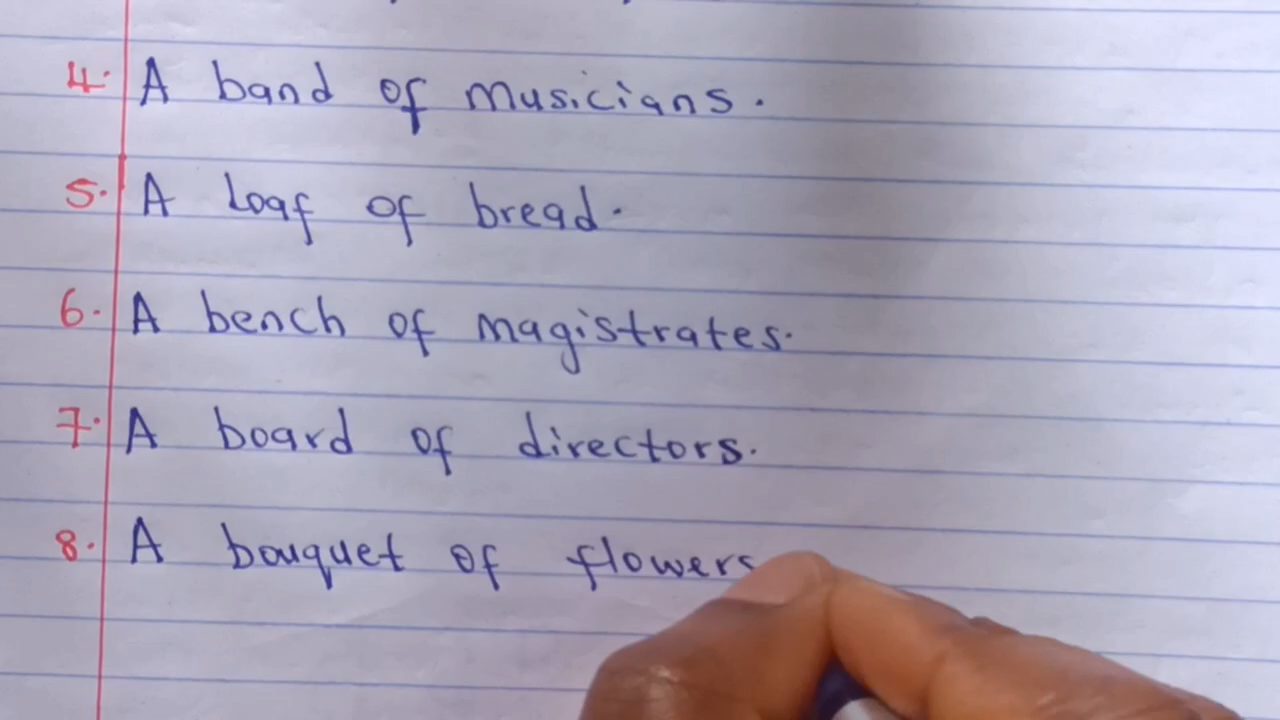 4. A band of musicians.
5. A loaf of bread.
6. A bench of magistrates.
7. A board of directors.
8. A bouquet of flowers